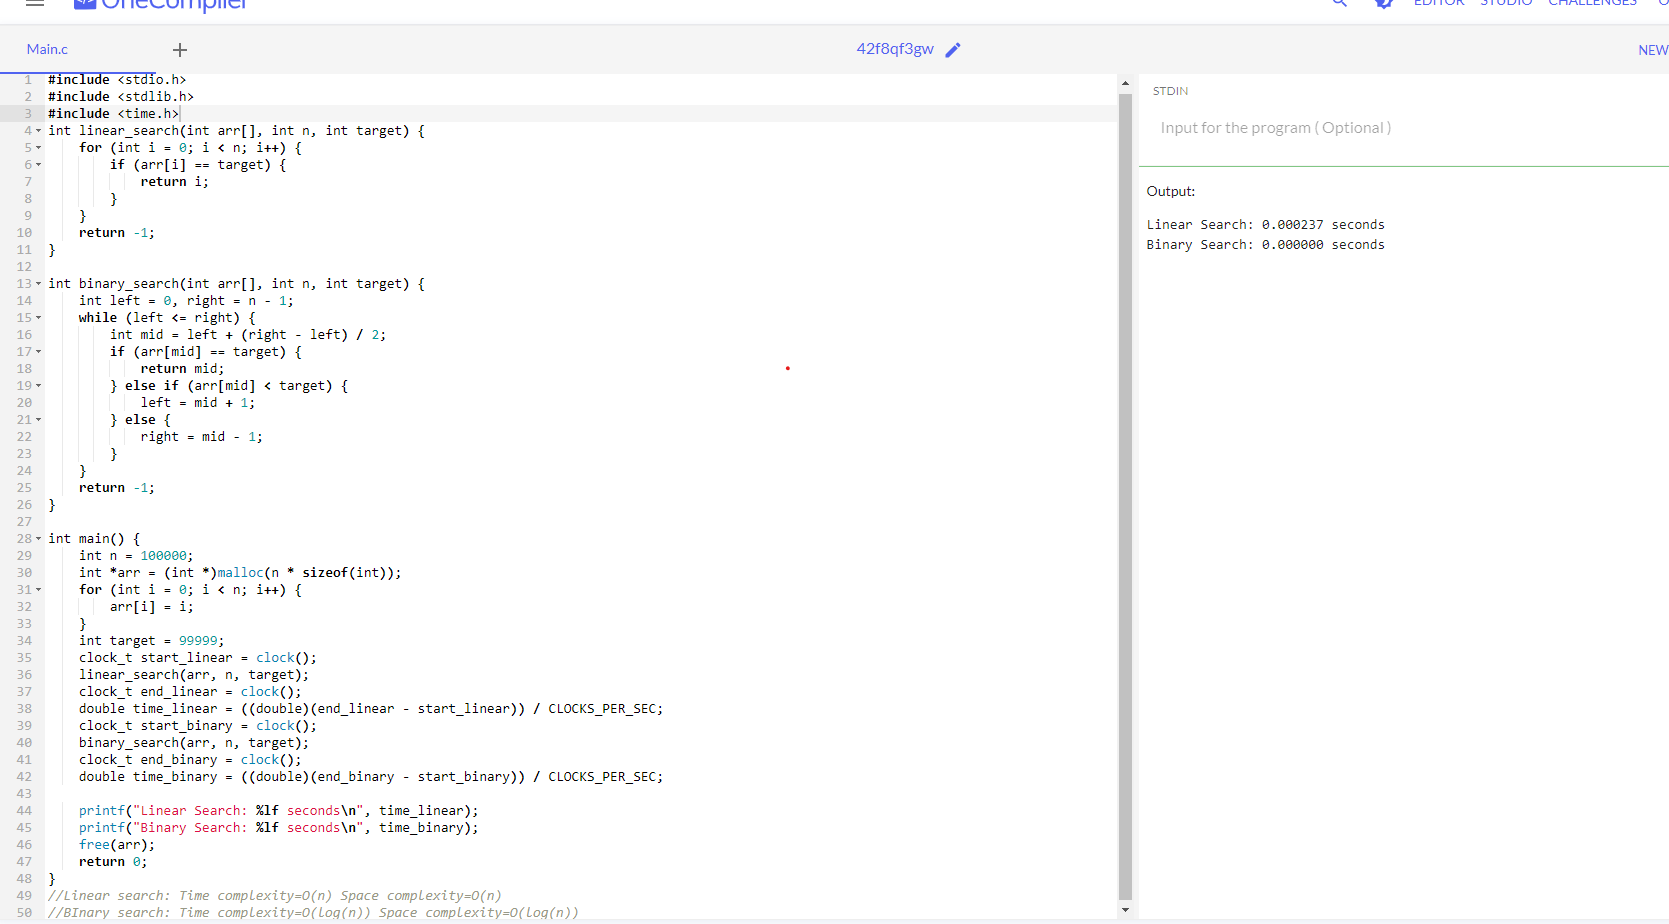 OneCompiler
EDITOR STUDIO CHALLENGES
Main.c + 42f8qf3gw NEW
1 #include <stdio.h>
2 #include <stdlib.h>
3 #include <time.h>
4 int linear_search(int arr[], int n, int target) {
5     for (int i = 0; i < n; i++) {
6         if (arr[i] == target) {
7             return i;
8         }
9     }
10     return -1;
11 }
12
13 int binary_search(int arr[], int n, int target) {
14     int left = 0, right = n - 1;
15     while (left <= right) {
16         int mid = left + (right - left) / 2;
17         if (arr[mid] == target) {
18             return mid;
19         } else if (arr[mid] < target) {
20             left = mid + 1;
21         } else {
22             right = mid - 1;
23         }
24     }
25     return -1;
26 }
27
28 int main() {
29     int n = 100000;
30     int *arr = (int *)malloc(n * sizeof(int));
31     for (int i = 0; i < n; i++) {
32         arr[i] = i;
33     }
34     int target = 99999;
35     clock_t start_linear = clock();
36     linear_search(arr, n, target);
37     clock_t end_linear = clock();
38     double time_linear = ((double)(end_linear - start_linear)) / CLOCKS_PER_SEC;
39     clock_t start_binary = clock();
40     binary_search(arr, n, target);
41     clock_t end_binary = clock();
42     double time_binary = ((double)(end_binary - start_binary)) / CLOCKS_PER_SEC;
43
44     printf("Linear Search: %lf seconds\n", time_linear);
45     printf("Binary Search: %lf seconds\n", time_binary);
46     free(arr);
47     return 0;
48 }
49 //Linear search: Time complexity=O(n) Space complexity=O(n)
50 //BInary search: Time complexity=O(log(n)) Space complexity=O(log(n))
STDIN
Input for the program ( Optional )
Output:
Linear Search: 0.000237 seconds
Binary Search: 0.000000 seconds